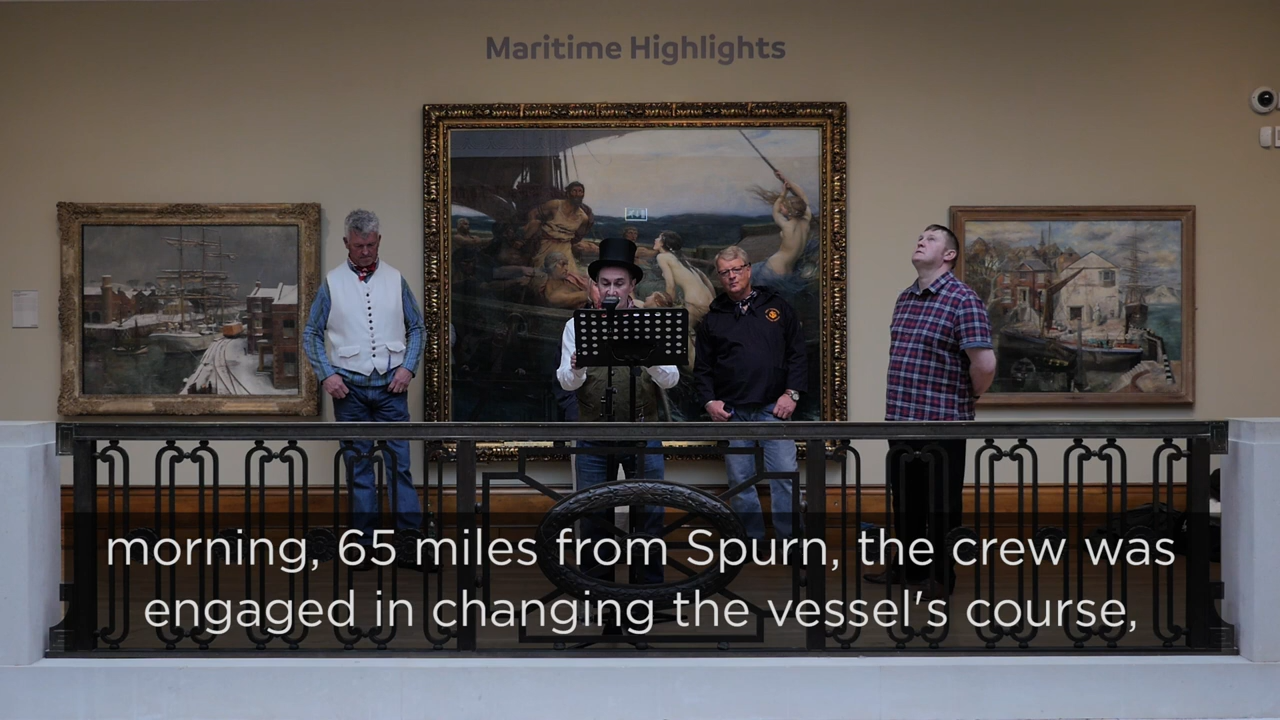 Maritime Highlights
morning, 65 miles from Spurn, the crew was
engaged in changing the vessel's course,